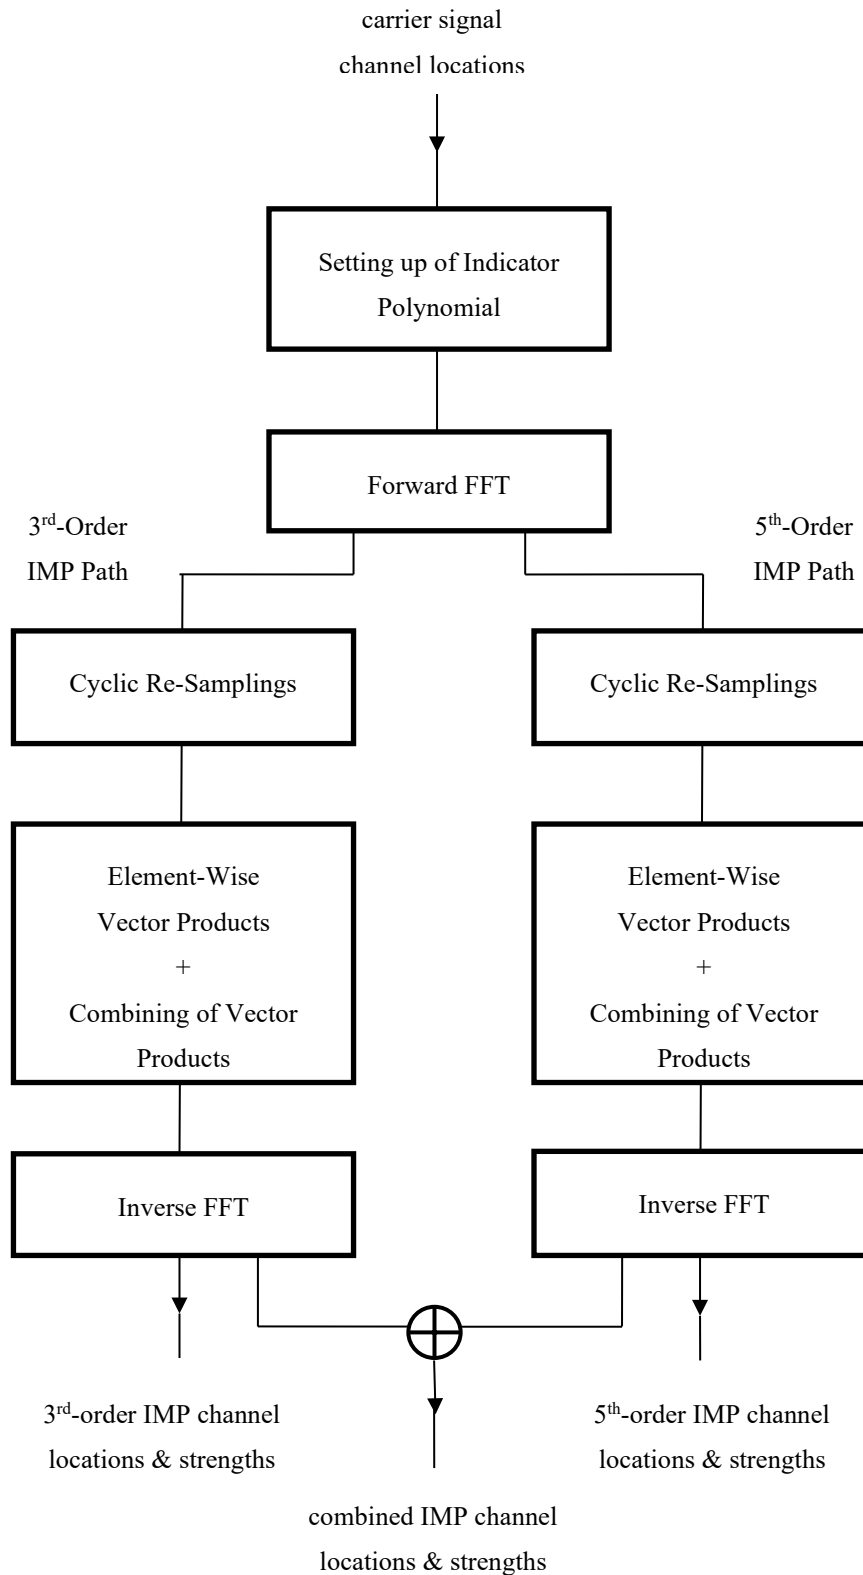 carrier signal
channel locations
Setting up of Indicator
Polynomial
Forward FFT
3rd-Order
IMP Path
5th-Order
IMP Path
Cyclic Re-Samplings
Cyclic Re-Samplings
Element-Wise
Vector Products
+
Combining of Vector
Products
Element-Wise
Vector Products
+
Combining of Vector
Products
Inverse FFT
Inverse FFT
3rd-order IMP channel
locations & strengths
5th-order IMP channel
locations & strengths
combined IMP channel
locations & strengths